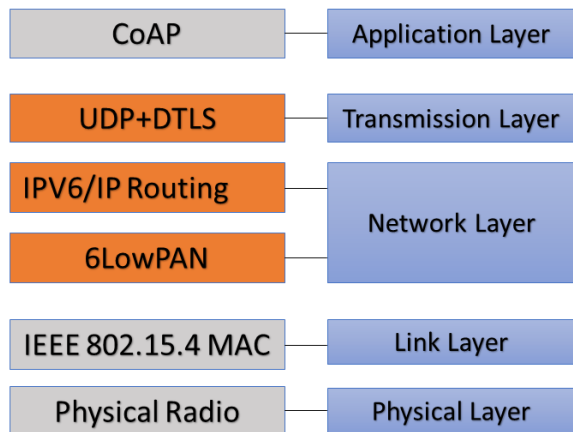 CoAP
Application Layer
UDP+DTLS
Transmission Layer
IPV6/IP Routing
Network Layer
6LowPAN
IEEE 802.15.4 MAC
Link Layer
Physical Radio
Physical Layer